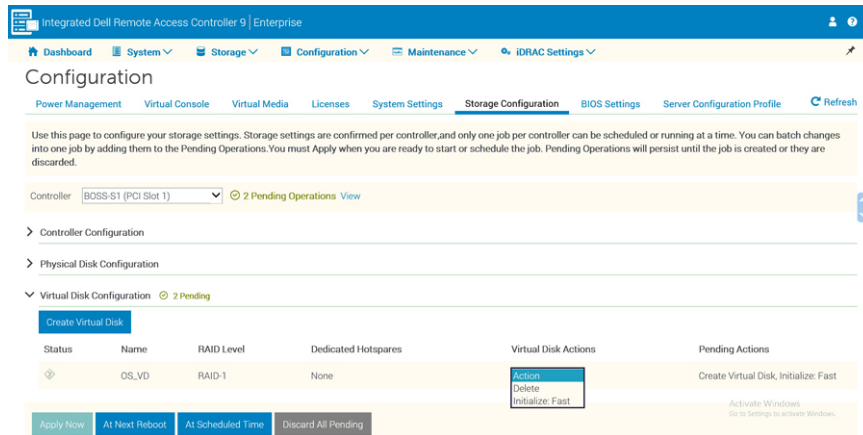 Integrated Dell Remote Access Controller 9 | Enterprise
Dashboard System Storage Configuration Maintenance iDRAC Settings
Configuration
Power Management Virtual Console Virtual Media Licenses System Settings Storage Configuration BIOS Settings Server Configuration Profile Refresh
Use this page to configure your storage settings. Storage settings are confirmed per controller,and only one job per controller can be scheduled or running at a time. You can batch changes
into one job by adding them to the Pending Operations.You must Apply when you are ready to start or schedule the job. Pending Operations will persist until the job is created or they are
discarded.
Controller BOSS-S1 (PCI Slot 1) 2 Pending Operations View
Controller Configuration
Physical Disk Configuration
Virtual Disk Configuration 2 Pending
Create Virtual Disk
Status Name RAID Level Dedicated Hotspares Virtual Disk Actions Pending Actions
OS_VD RAID-1 None Action Create Virtual Disk, Initialize: Fast
Delete
Initialize: Fast
Activate Windows
Go to Settings to activate Windows.
Apply Now At Next Reboot At Scheduled Time Discard All Pending